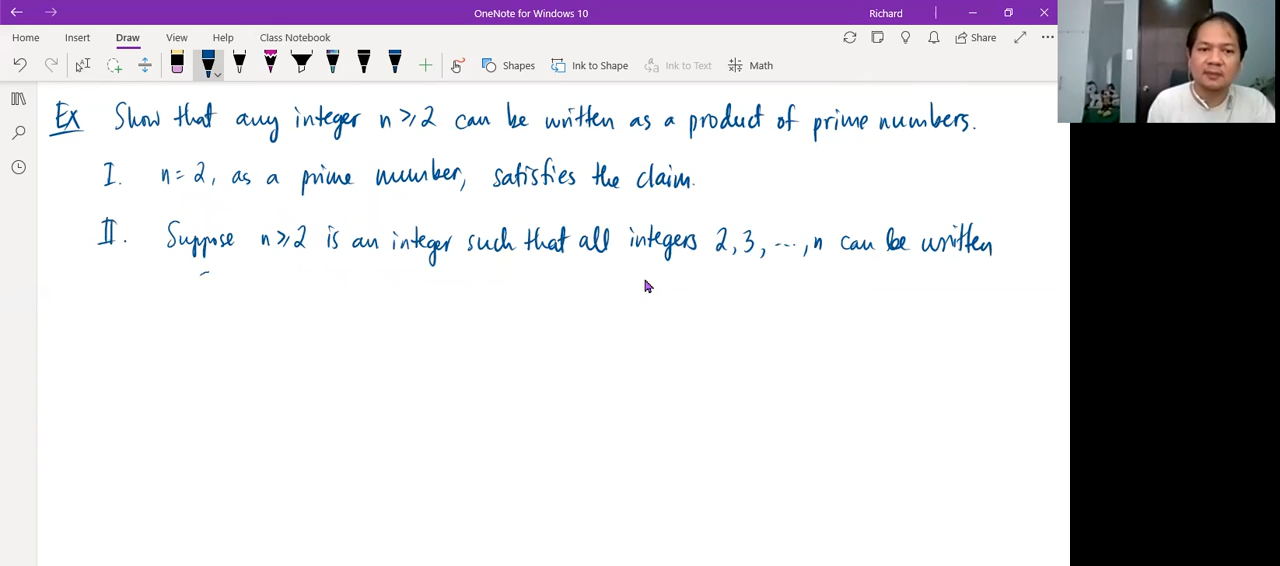 OneNote for Windows 10
Richard
Home Insert Draw View Help Class Notebook
Share
Shapes Ink to Shape Ink to Text Math
Ex Show that any integer n ≥ 2 can be written as a product of prime numbers.
I. n = 2, as a prime number, satisfies the claim.
II. Suppose n ≥ 2 is an integer such that all integers 2, 3, ..., n can be written